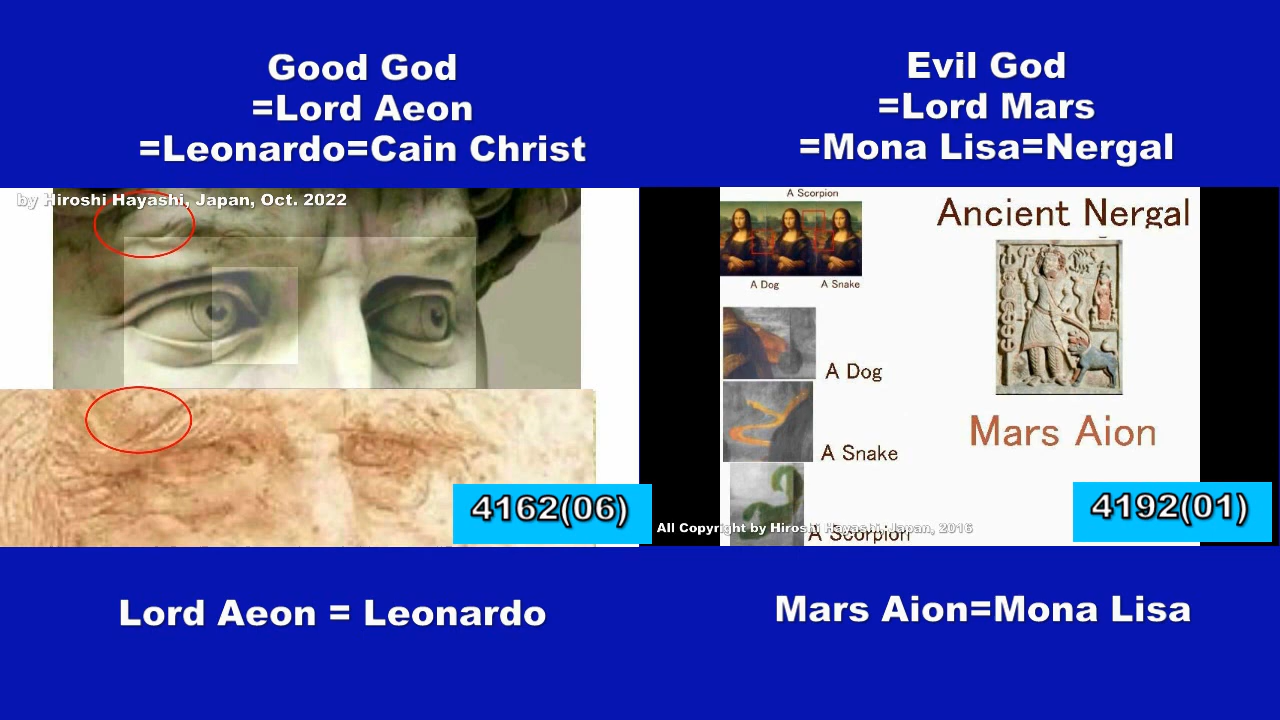 Good God
=Lord Aeon
=Leonardo=Cain Christ
by Hiroshi Hayashi, Japan, Oct. 2022
4162(06)
Lord Aeon = Leonardo
Evil God
=Lord Mars
=Mona Lisa=Nergal
A Scorpion
A Dog A Snake
Ancient Nergal
A Dog
Mars Aion
A Snake
All Copyright by Hiroshi Hayashi, Japan, 2016
A Scorpion
4192(01)
Mars Aion=Mona Lisa